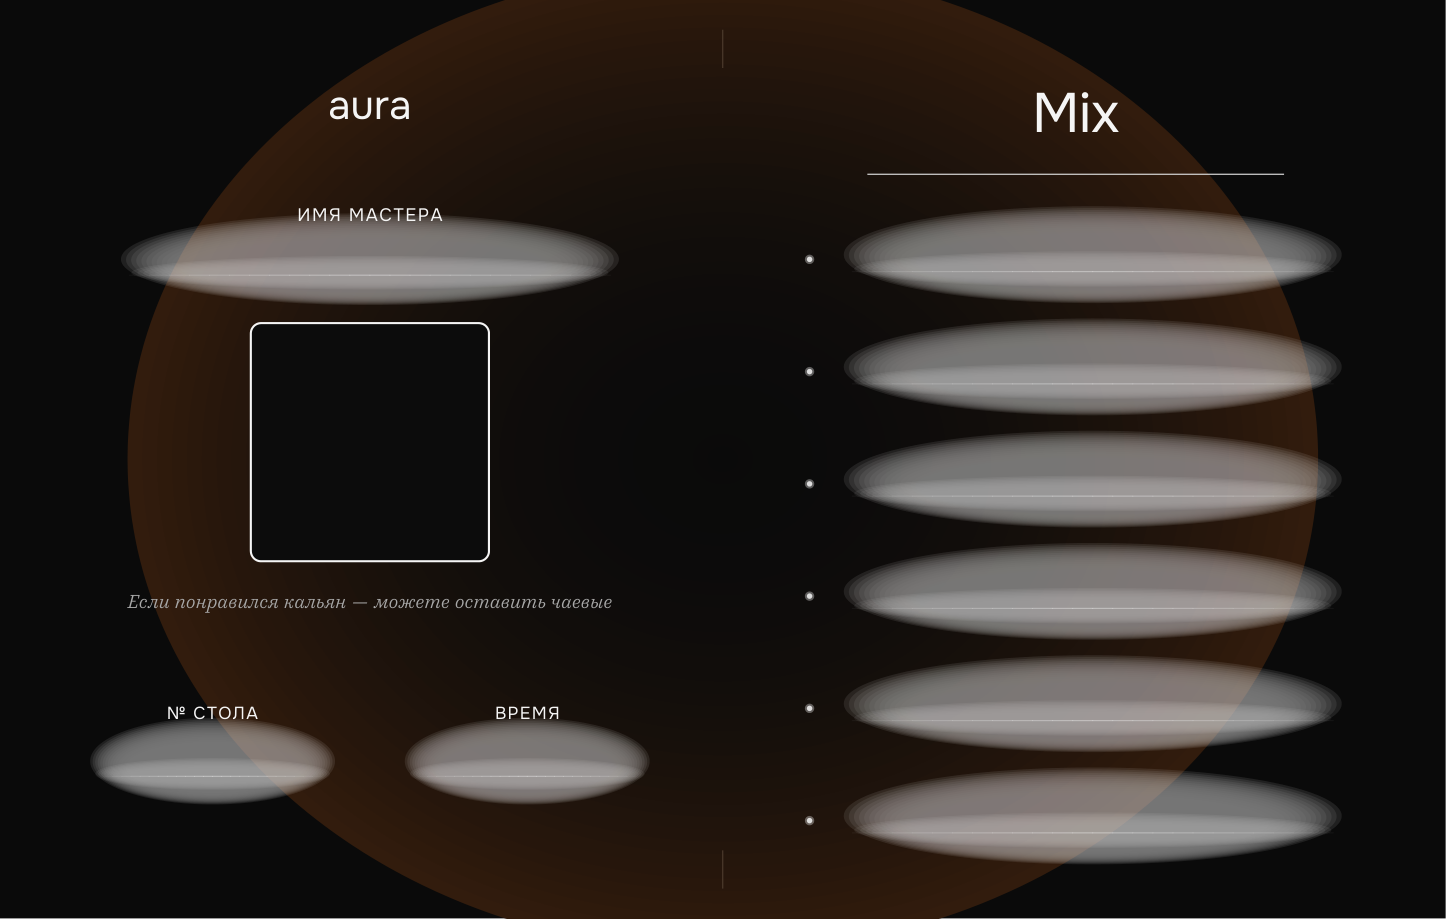 aura
ИМЯ МАСТЕРА
Если понравился кальян — можете оставить чаевые
№ СТОЛА
ВРЕМЯ
Mix